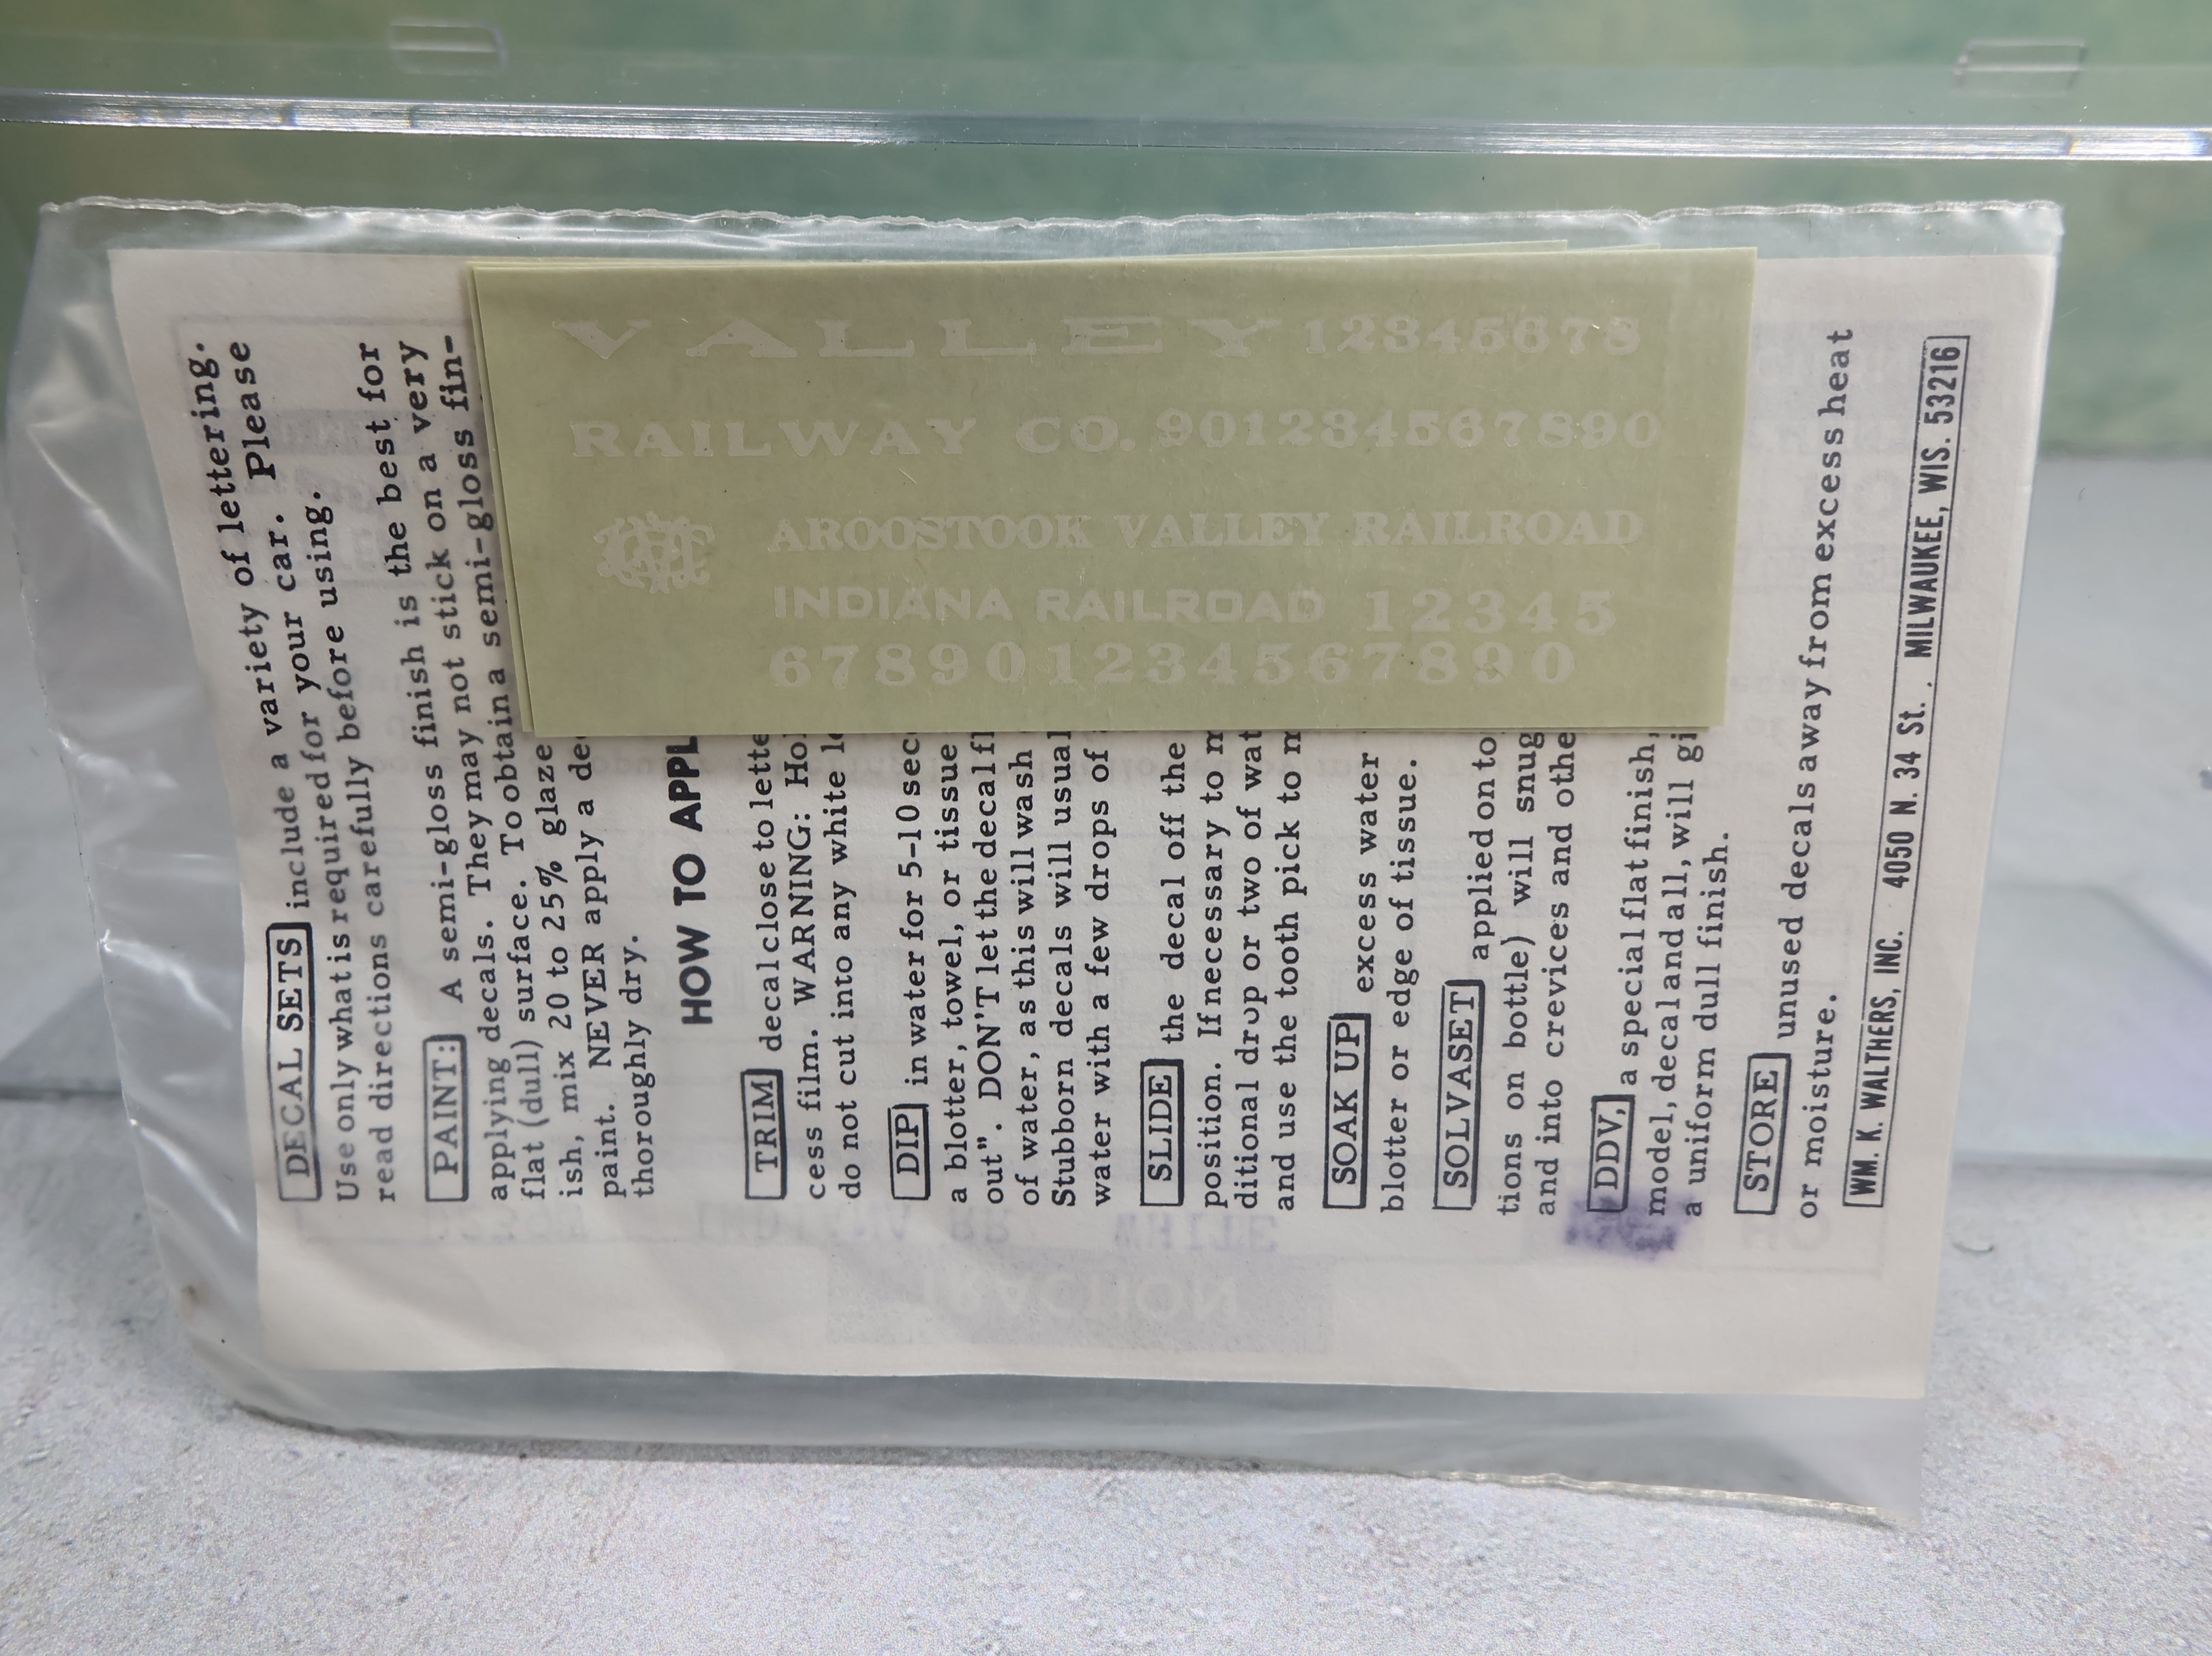 VALLEY 12345678
RAILWAY CO. 901234567890
AROOSTOOK VALLEY RAILROAD
INDIANA RAILROAD 12345
678901234567890
DECAL SETS include a variety of lettering.
Use only what is required for your car. Please
read directions carefully before using.
PAINT: A semi-gloss finish is the best for
applying decals. They may not stick on a very
flat (dull) surface. To obtain a semi-gloss fin-
ish, mix 20 to 25% glaze
paint. NEVER apply a
thoroughly dry.
HOW TO APPL
TRIM decal close to lette
cess film. WARNING: Ho
do not cut into any white
DIP in water for 5-10 sec
a blotter, towel, or tissue
out". DON'T let the decal fl
of water, as this will wash
Stubborn decals will usual
water with a few drops of
SLIDE the decal off the
position. If necessary to m
ditional drop or two of wat
and use the tooth pick to m
SOAK UP excess water
blotter or edge of tissue.
SOLVASET applied on to
tions on bottle) will snug
and into crevices and othe
DDV, a special flat finish,
model, decal and all, will gi
a uniform dull finish.
STORE unused decals away from excess heat
or moisture.
WM. K. WALTHERS, INC. 4050 N. 34 St. MILWAUKEE, WIS. 53216
TRACTION
INDIANA RR WHITE
HO